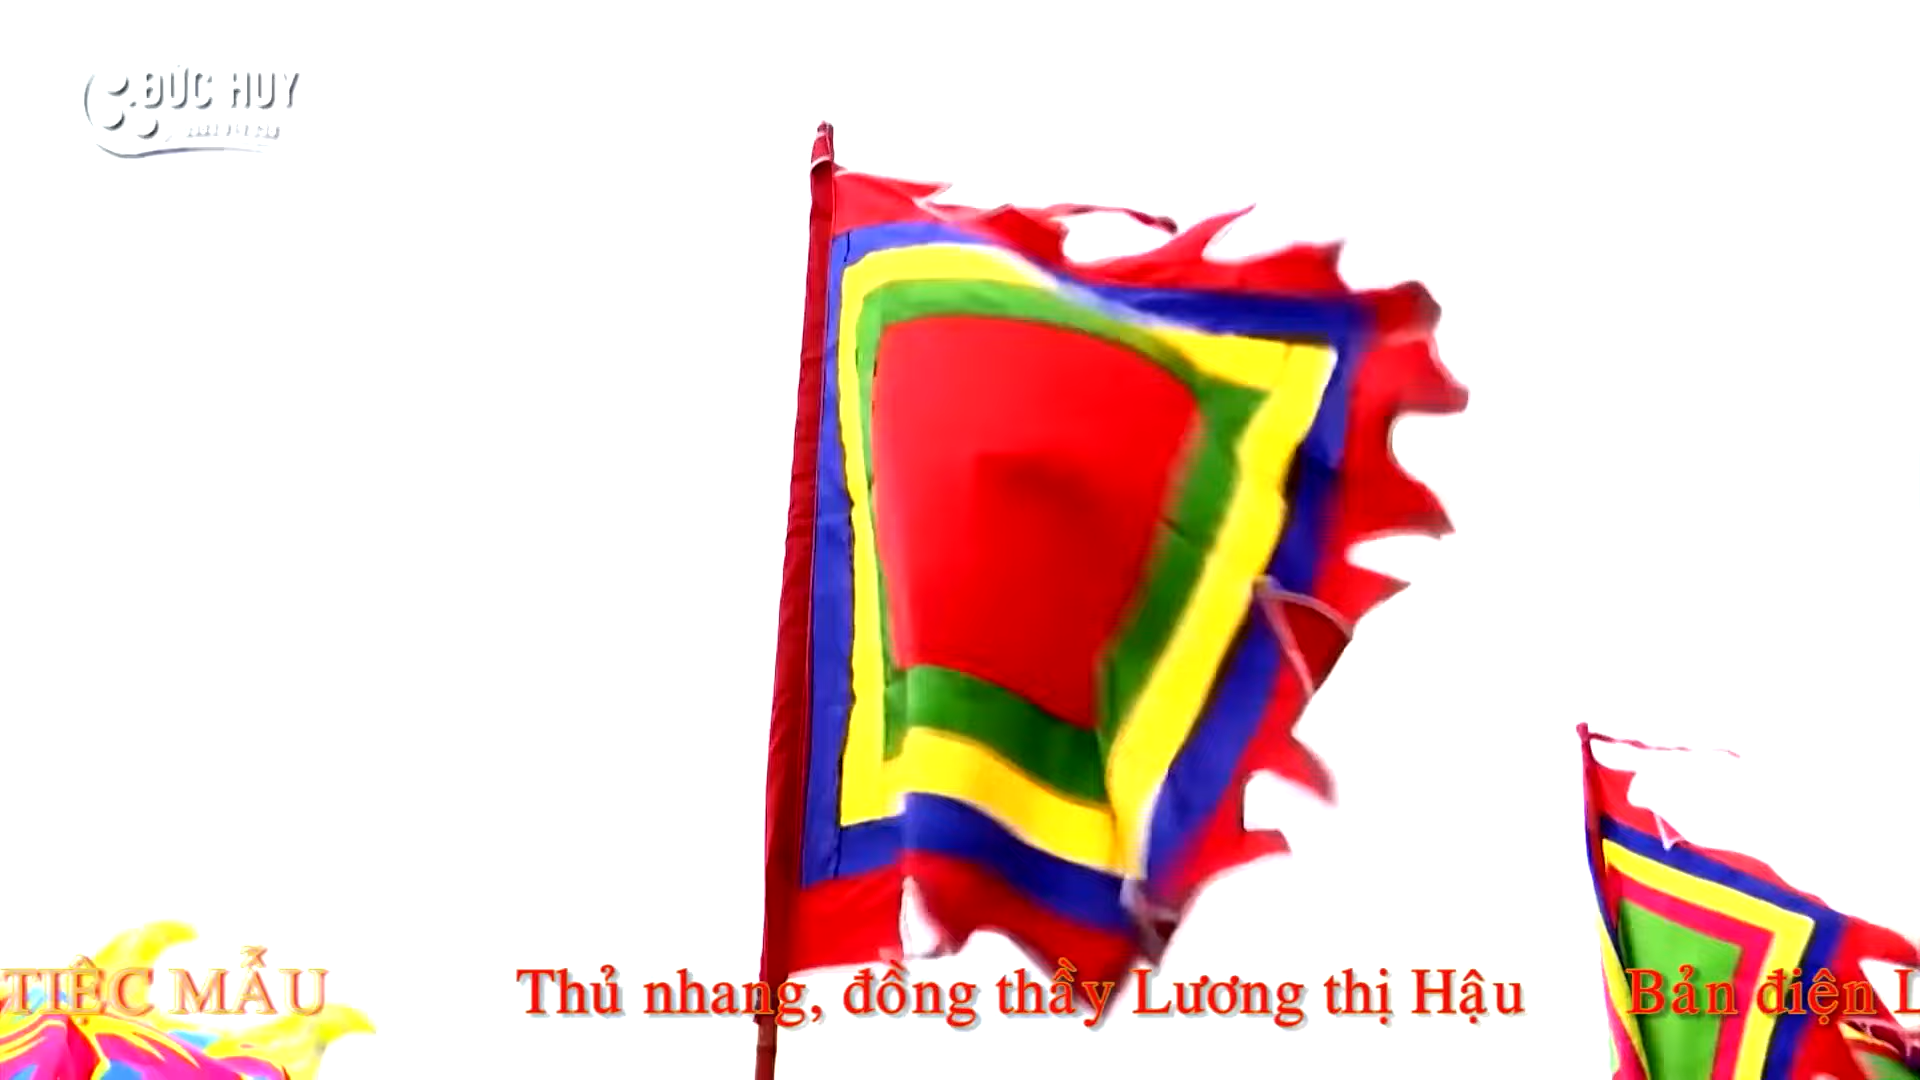 ĐỨC HUY
TIỆC MẪU Thủ nhang, đồng thầy Lương thị Hậu Bản điện